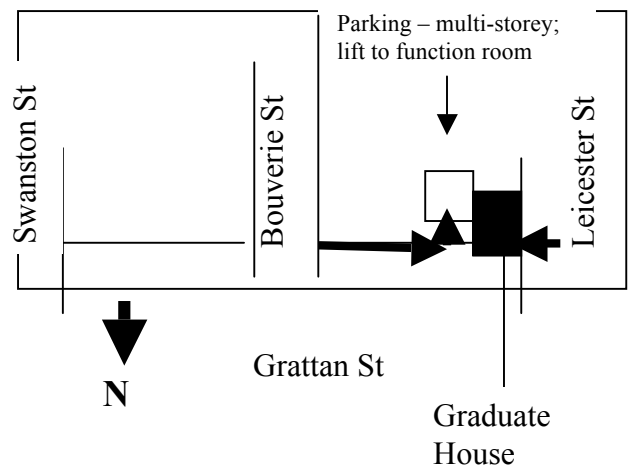 Parking – multi-storey;
lift to function room
Swanston St
Bouverie St
Leicester St
N
Grattan St
Graduate
House